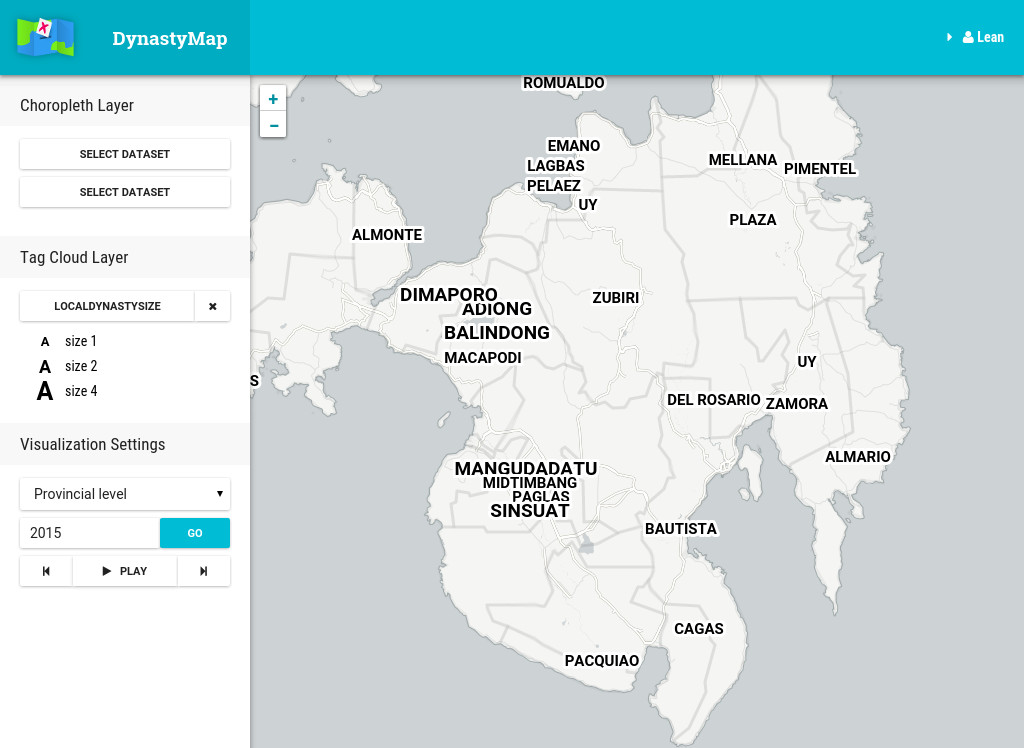 DynastyMap
Lean
Choropleth Layer
SELECT DATASET
SELECT DATASET
Tag Cloud Layer
LOCALDYNASTYSIZE
A size 1
A size 2
A size 4
Visualization Settings
Provincial level
2015 GO
PLAY
+
−
ROMUALDO
EMANO
LAGBAS
PELAEZ
UY
MELLANA
PIMENTEL
PLAZA
ALMONTE
DIMAPORO
ADIONG
BALINDONG
MACAPODI
ZUBIRI
UY
S
DEL ROSARIO
ZAMORA
ALMARIO
MANGUDADATU
MIDTIMBANG
PAGLAS
SINSUAT
BAUTISTA
CAGAS
PACQUIAO